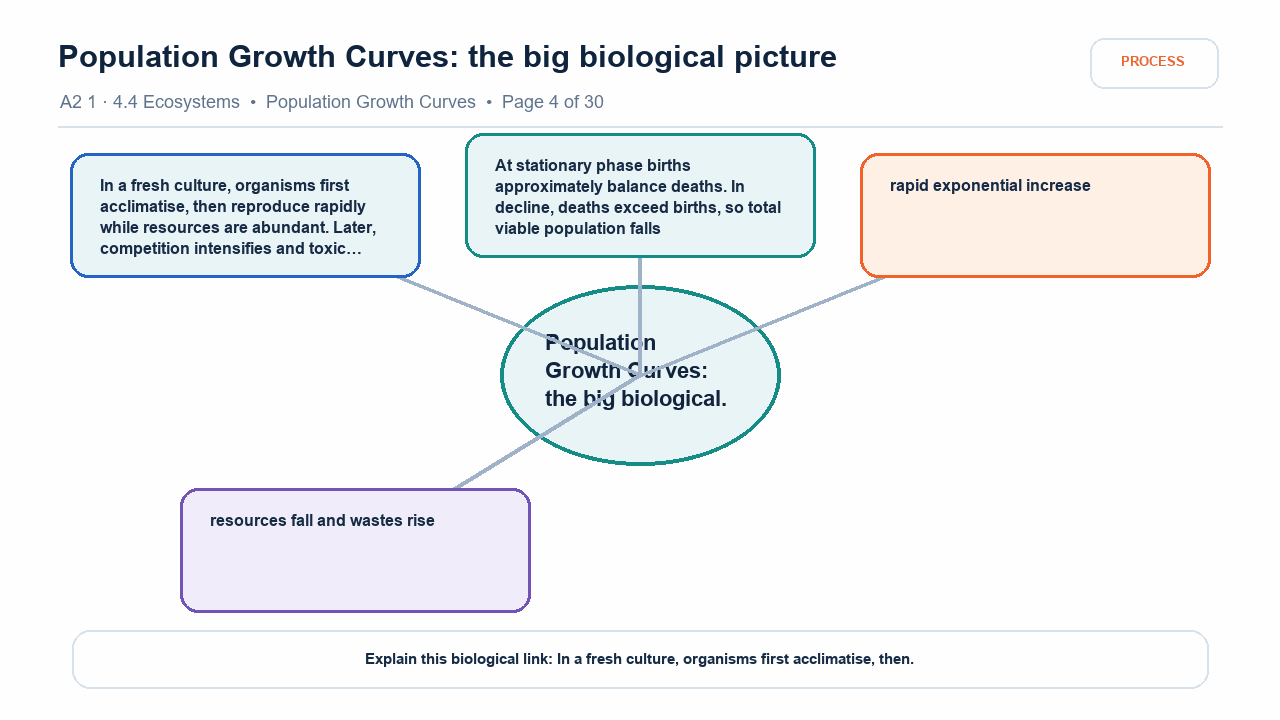 Population Growth Curves: the big biological picture
PROCESS
A2 1 · 4.4 Ecosystems • Population Growth Curves • Page 4 of 30
In a fresh culture, organisms first
acclimatise, then reproduce rapidly
while resources are abundant. Later,
competition intensifies and toxic…
At stationary phase births
approximately balance deaths. In
decline, deaths exceed births, so total
viable population falls
rapid exponential increase
Population
Growth Curves:
the big biological.
resources fall and wastes rise
Explain this biological link: In a fresh culture, organisms first acclimatise, then.